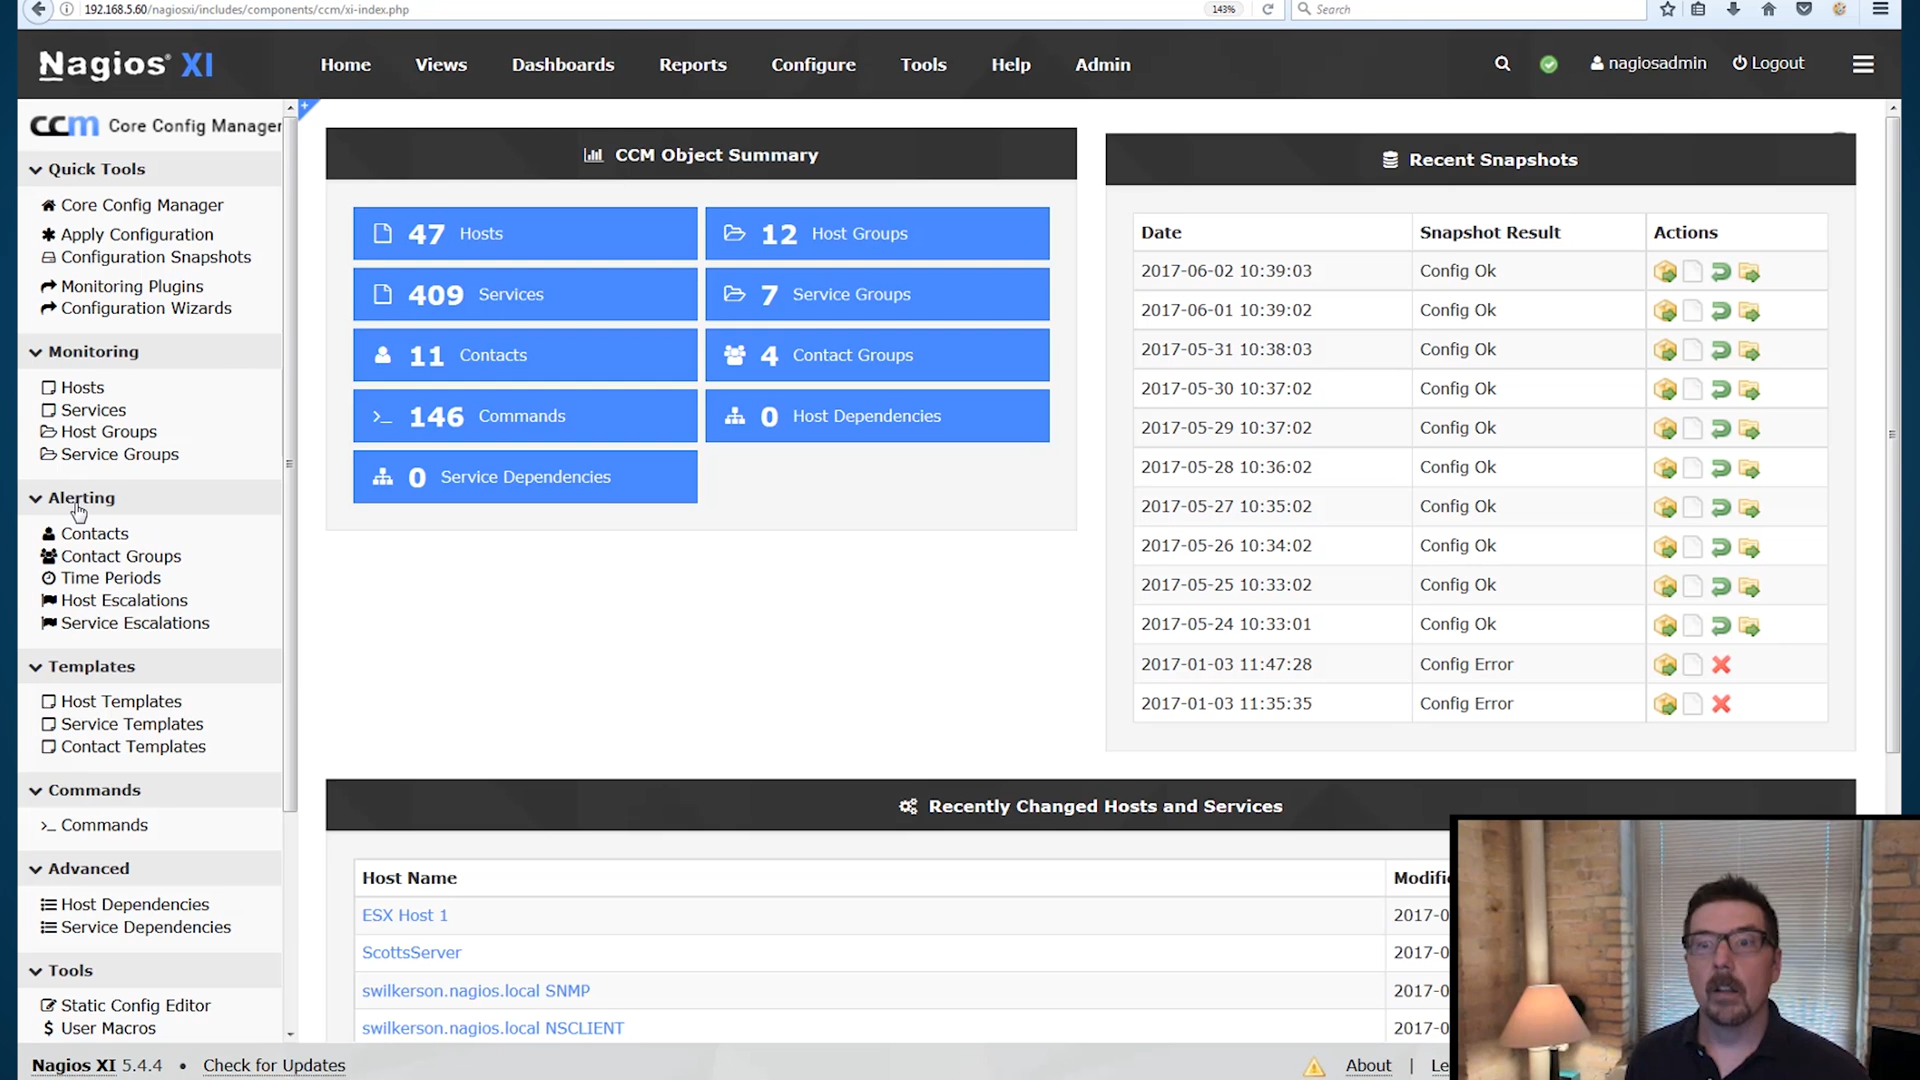 192.168.5.60/nagiosxi/includes/components/ccm/xi-index.php
143%
Search
Nagios® XI
Home
Views
Dashboards
Reports
Configure
Tools
Help
Admin
nagiosadmin
Logout
ccm Core Config Manager
Quick Tools
Core Config Manager
Apply Configuration
Configuration Snapshots
Monitoring Plugins
Configuration Wizards
Monitoring
Hosts
Services
Host Groups
Service Groups
Alerting
Contacts
Contact Groups
Time Periods
Host Escalations
Service Escalations
Templates
Host Templates
Service Templates
Contact Templates
Commands
>_ Commands
Advanced
Host Dependencies
Service Dependencies
Tools
Static Config Editor
$ User Macros
CCM Object Summary
47 Hosts
12 Host Groups
409 Services
7 Service Groups
11 Contacts
4 Contact Groups
>_ 146 Commands
0 Host Dependencies
0 Service Dependencies
Recent Snapshots
Date Snapshot Result Actions
2017-06-02 10:39:03 Config Ok
2017-06-01 10:39:02 Config Ok
2017-05-31 10:38:03 Config Ok
2017-05-30 10:37:02 Config Ok
2017-05-29 10:37:02 Config Ok
2017-05-28 10:36:02 Config Ok
2017-05-27 10:35:02 Config Ok
2017-05-26 10:34:02 Config Ok
2017-05-25 10:33:02 Config Ok
2017-05-24 10:33:01 Config Ok
2017-01-03 11:47:28 Config Error
2017-01-03 11:35:35 Config Error
Recently Changed Hosts and Services
Host Name Modifi
ESX Host 1 2017-0
ScottsServer 2017-0
swilkerson.nagios.local SNMP 2017-0
swilkerson.nagios.local NSCLIENT 2017-0
Nagios XI 5.4.4 • Check for Updates
About | Le